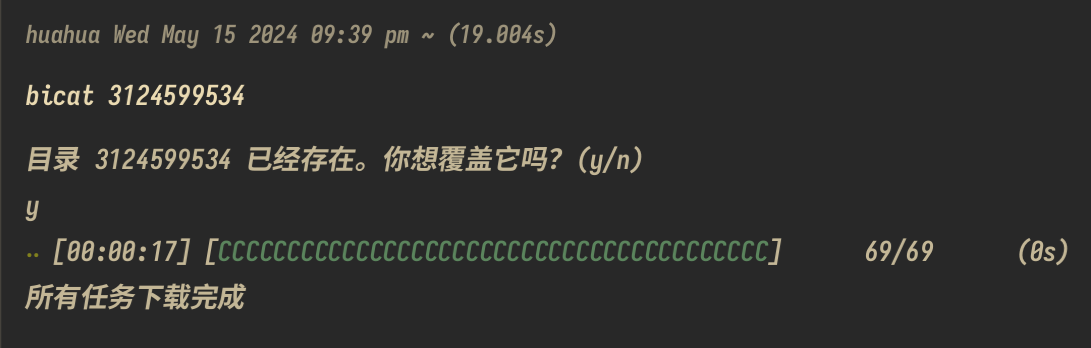 huahua Wed May 15 2024 09:39 pm ~ (19.004s)
bicat 3124599534
目录 3124599534 已经存在。你想覆盖它吗? (y/n)
y
⠤ [00:00:17] [CCCCCCCCCCCCCCCCCCCCCCCCCCCCCCCCCCCCCCCC] 69/69 (0s)
所有任务下载完成